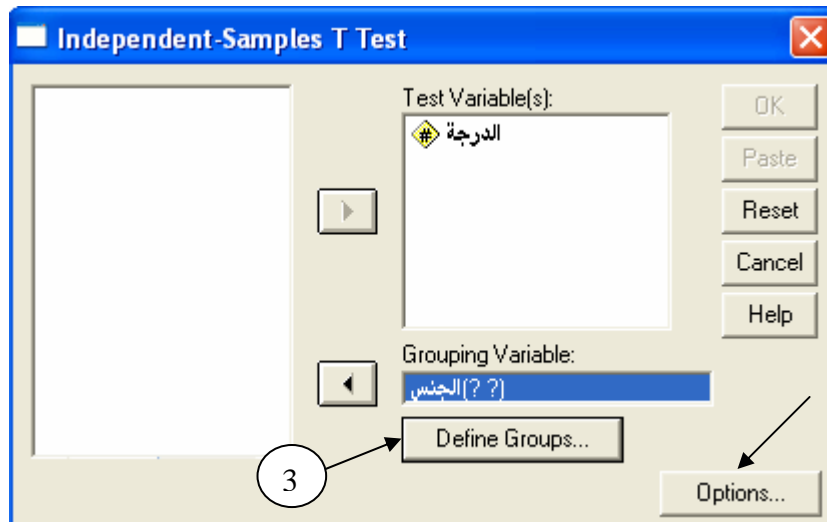 Independent-Samples T Test
Test Variable(s):
الدرجة
OK
Paste
Reset
Cancel
Help
Grouping Variable:
الجنس(? ?)
Define Groups...
3
Options...